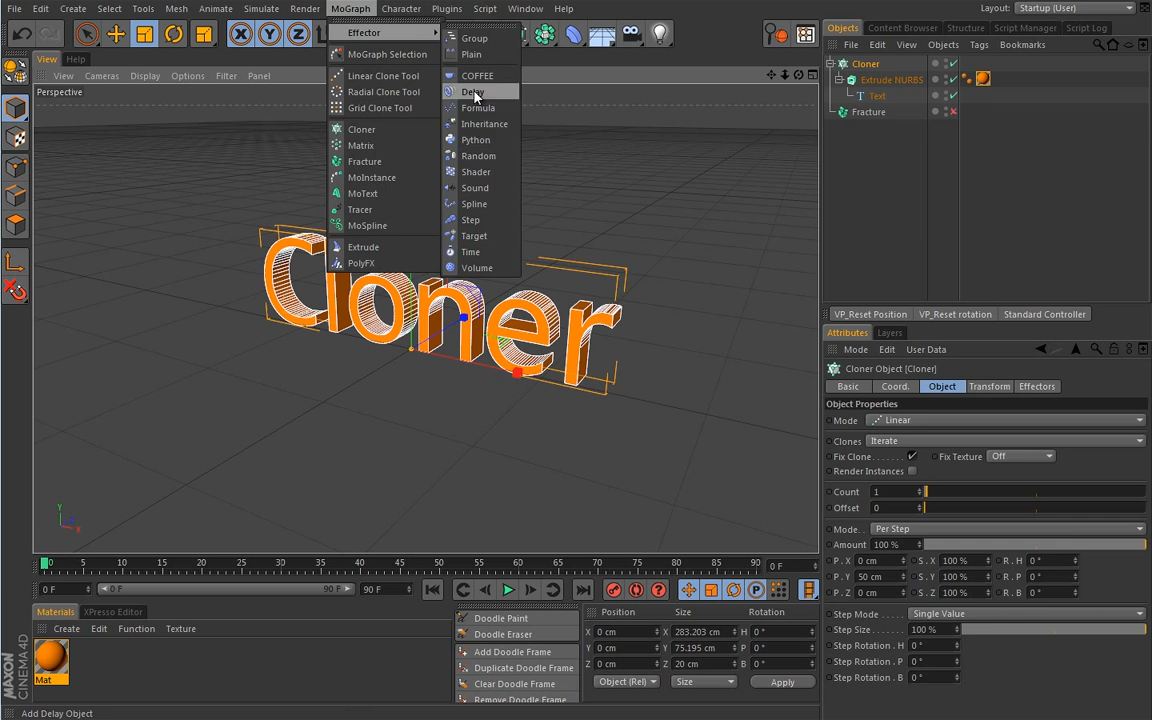 File Edit Create Select Tools Mesh Animate Simulate Render MoGraph Character Plugins Script Window Help Layout: Startup (User)
Effector
MoGraph Selection
Linear Clone Tool
Radial Clone Tool
Grid Clone Tool
Cloner
Matrix
Fracture
MoInstance
MoText
Tracer
MoSpline
Extrude
PolyFX
Group
Plain
COFFEE
Delay
Formula
Inheritance
Python
Random
Shader
Sound
Spline
Step
Target
Time
Volume
X Y Z
View Help
View Cameras Display Options Filter Panel
Perspective
Cloner
Y
X
Objects Content Browser Structure Scene Manager
File Edit View Objects Tags Bookmarks
Cloner
Extrude NURBS
Text
Fracture
VP_Reset Position VP_Reset rotation Standard Controller
Attributes Layers
Mode Edit User Data
Cloner Object [Cloner]
Basic Coord. Object Transform Effectors
Object Properties
Mode Linear
Clones Iterate
Fix Clone Fix Texture Off
Render Instances
Count 1
Offset 0
Mode Per Step
Amount 100 %
P . X 0 cm S . X 100 % R . H 0 °
P . Y 50 cm S . Y 100 % R . P 0 °
P . Z 0 cm S . Z 100 % R . B 0 °
Step Mode Single Value
Step Size 100 %
Step Rotation . H 0 °
Step Rotation . P 0 °
Step Rotation . B 0 °
0 5 10 15 20 25 30 35 40 45 50 55 60 65 70 75 80 85 90 0 F
0 F 0 F 90 F 90 F
Materials XPresso Editor
Create Edit Function Texture
Mat
MAXON
CINEMA 4D
Doodle Paint
Doodle Eraser
Add Doodle Frame
Duplicate Doodle Frame
Clear Doodle Frame
Remove Doodle Frame
Position Size Rotation
X 0 cm X 283.203 cm H 0 °
Y 0 cm Y 75.195 cm P 0 °
Z 0 cm Z 20 cm B 0 °
Object (Rel) Size Apply
Add Delay Object